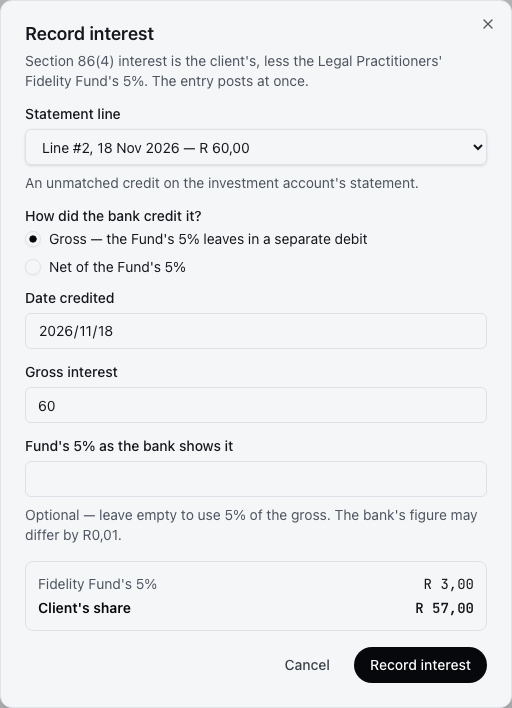 Record interest
Section 86(4) interest is the client's, less the Legal Practitioners'
Fidelity Fund's 5%. The entry posts at once.
Statement line
Line #2, 18 Nov 2026 — R 60,00
An unmatched credit on the investment account's statement.
How did the bank credit it?
Gross — the Fund's 5% leaves in a separate debit
Net of the Fund's 5%
Date credited
2026/11/18
Gross interest
60
Fund's 5% as the bank shows it
Optional — leave empty to use 5% of the gross. The bank's figure may
differ by R0,01.
Fidelity Fund's 5% R 3,00
Client's share R 57,00
Cancel Record interest